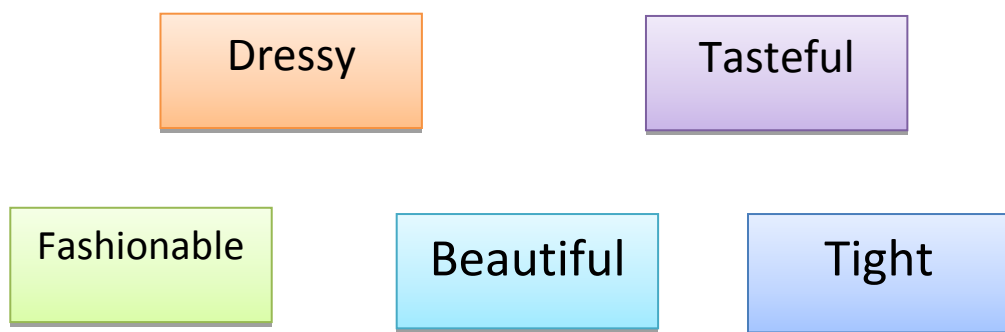 Dressy
Tasteful
Fashionable
Beautiful
Tight